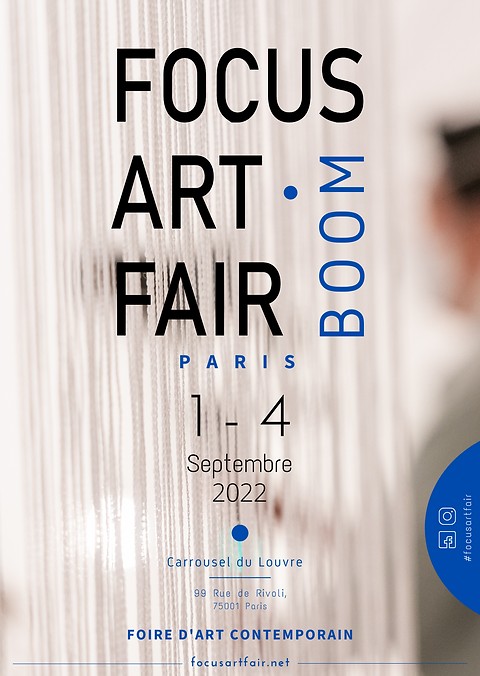 FOCUS
ART •
FAIR
BOOM
PARIS
1 - 4
Septembre
2022
Carrousel du Louvre
99 Rue de Rivoli,
75001 Paris
FOIRE D'ART CONTEMPORAIN
focusartfair.net
#focusartfair